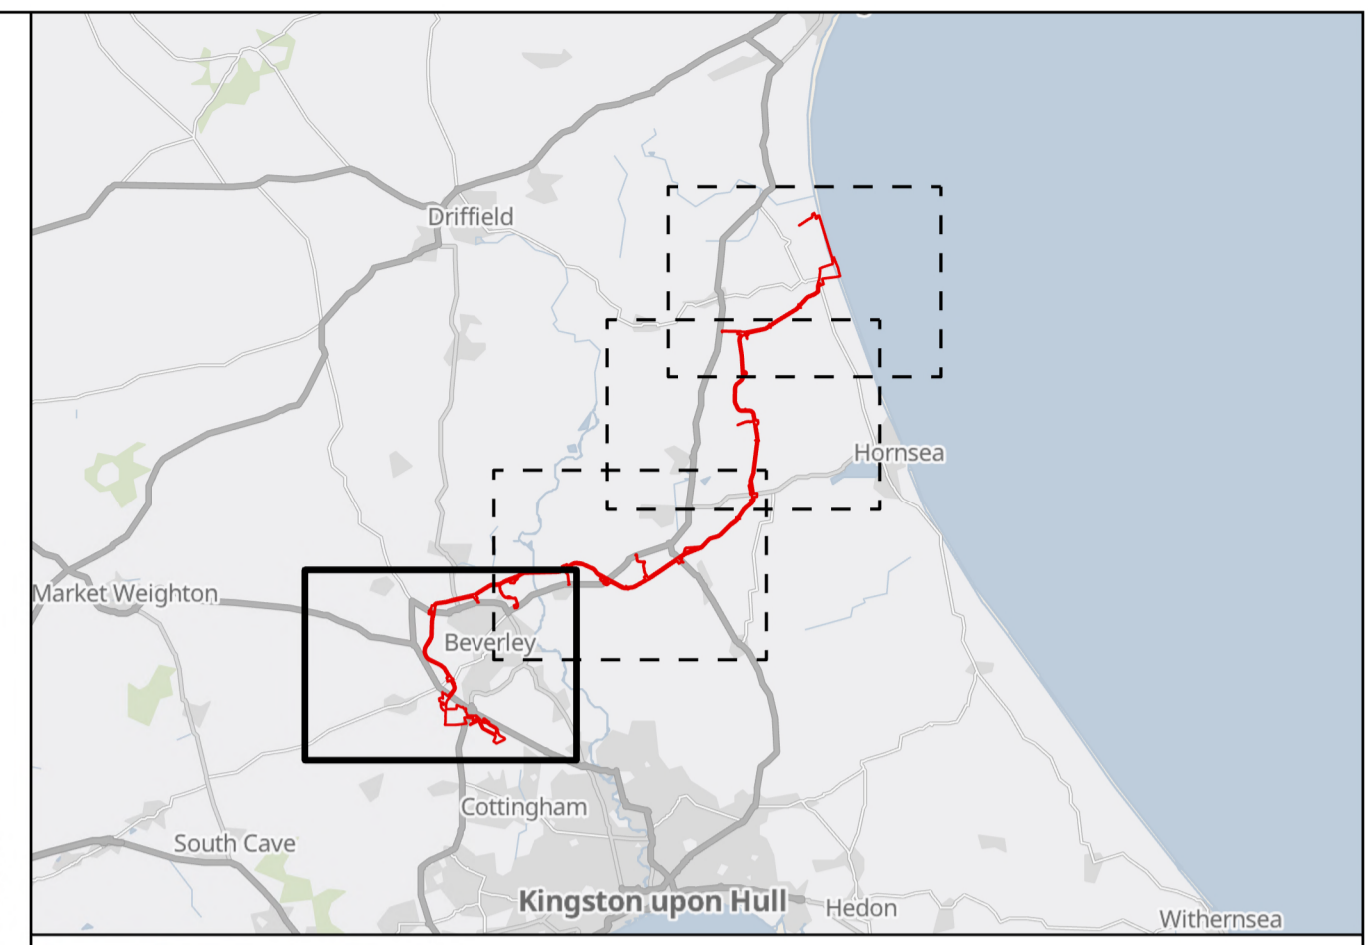 Driffield
Hornsea
Market Weighton
Beverley
Cottingham
South Cave
Kingston upon Hull
Hedon
Withernsea